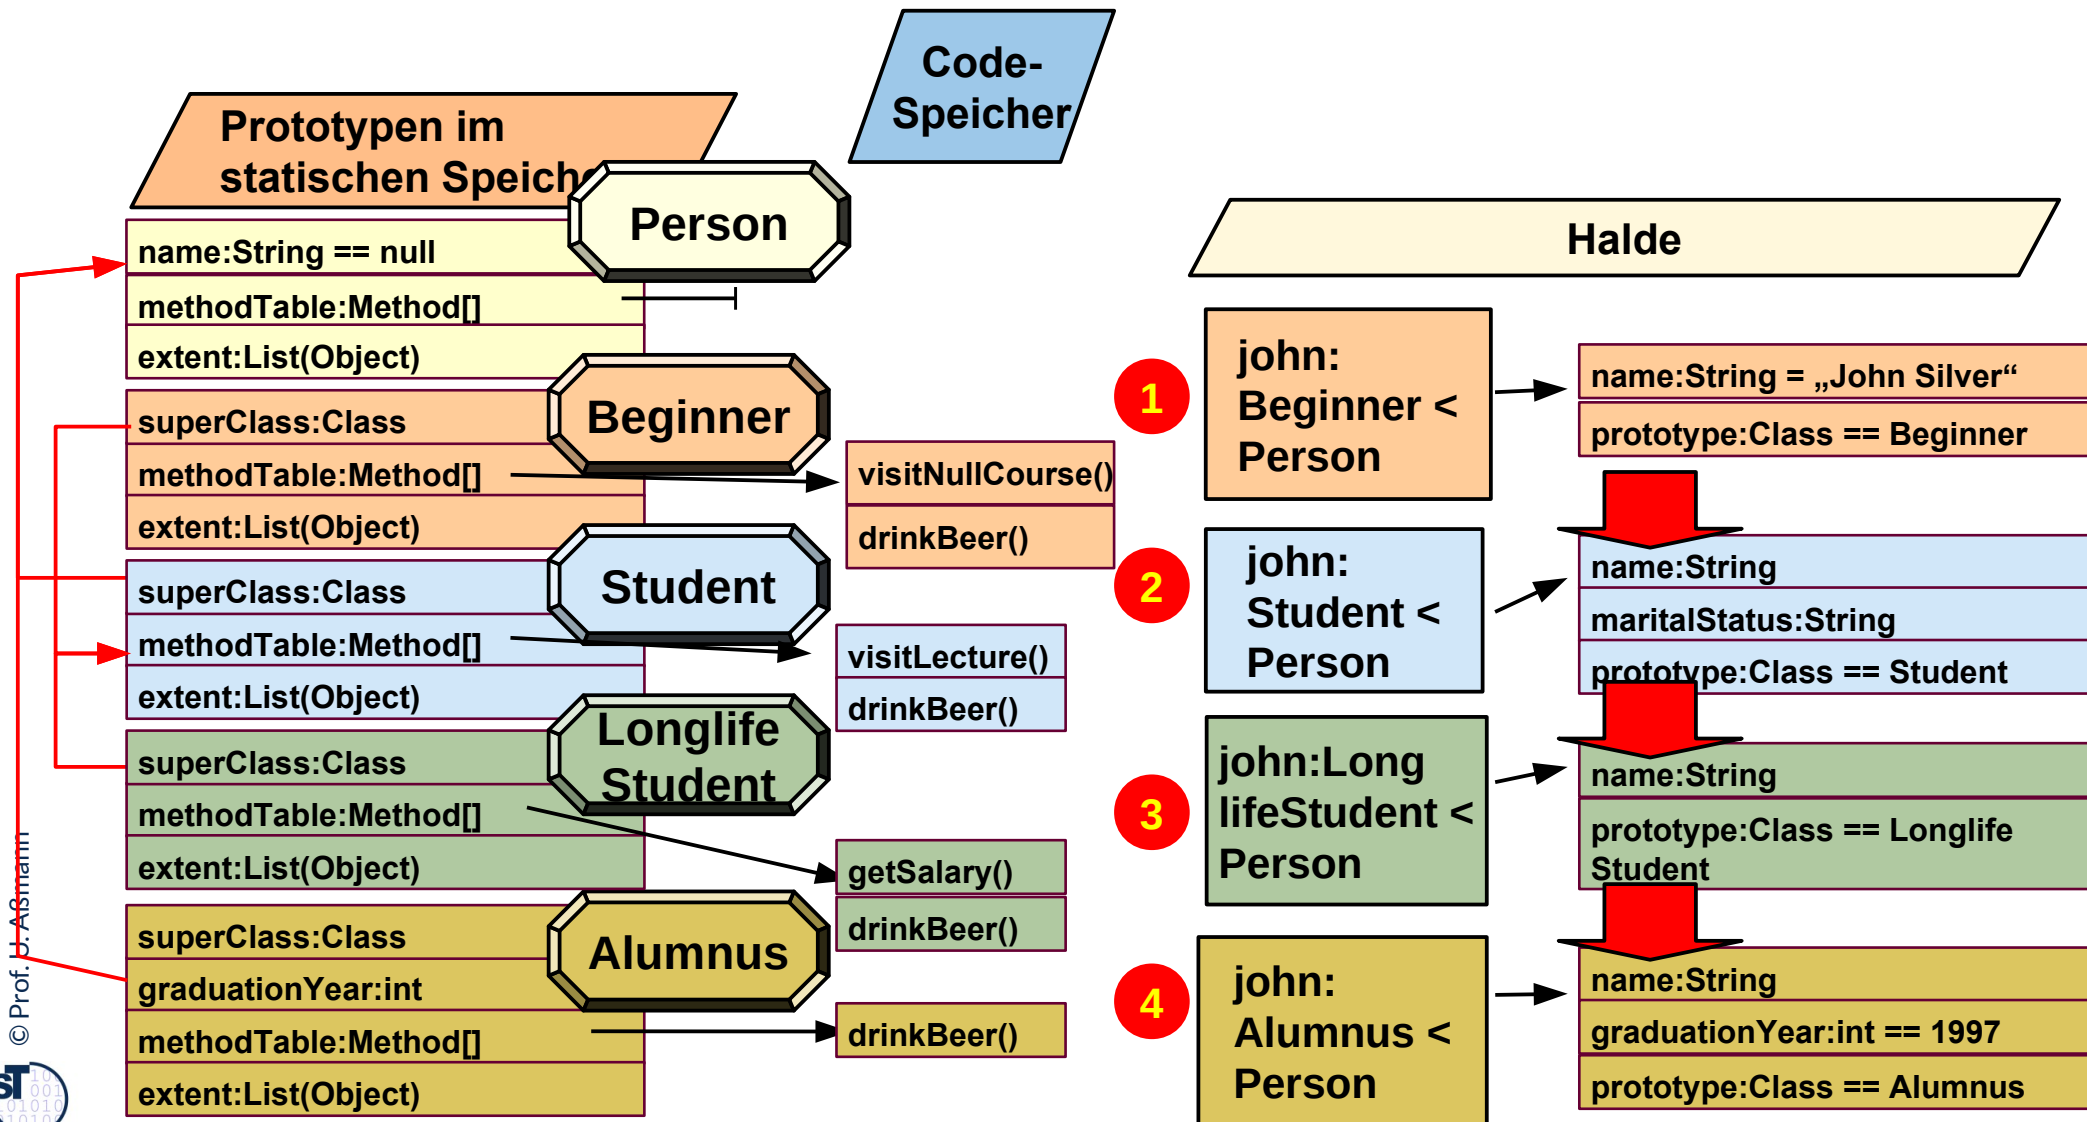 Code-
Speicher
Prototypen im
statischen Speiche
Person
name:String == null
methodTable:Method[]
extent:List(Object)
Beginner
superClass:Class
methodTable:Method[]
extent:List(Object)
visitNullCourse()
drinkBeer()
Student
superClass:Class
methodTable:Method[]
extent:List(Object)
visitLecture()
drinkBeer()
Longlife
Student
superClass:Class
methodTable:Method[]
extent:List(Object)
getSalary()
drinkBeer()
Alumnus
superClass:Class
graduationYear:int
methodTable:Method[]
extent:List(Object)
drinkBeer()
Halde
1
john:
Beginner <
Person
name:String = „John Silver“
prototype:Class == Beginner
2
john:
Student <
Person
name:String
maritalStatus:String
prototype:Class == Student
3
john:Long
lifeStudent <
Person
name:String
prototype:Class == Longlife
Student
4
john:
Alumnus <
Person
name:String
graduationYear:int == 1997
prototype:Class == Alumnus
© Prof. U. Aßmann
ST